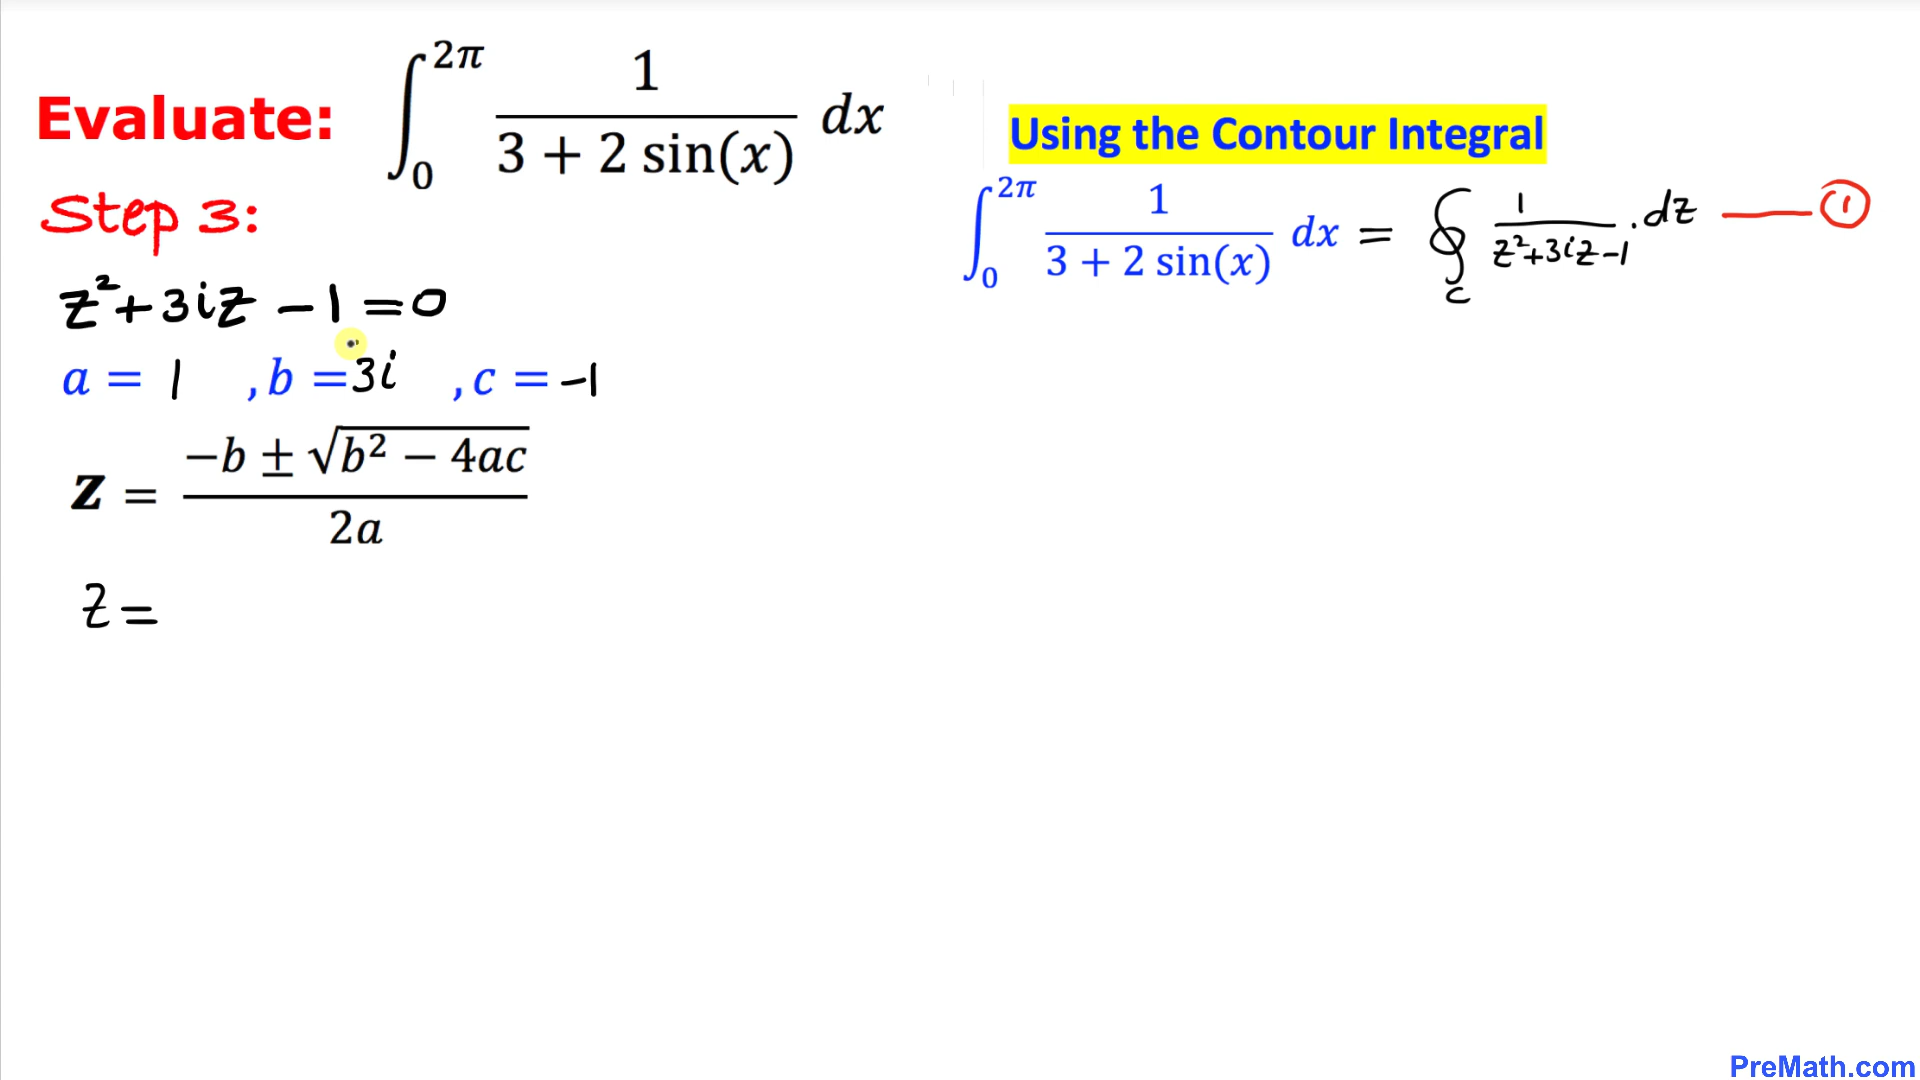 Evaluate: ∫₀^2π 1/(3 + 2 sin(x)) dx
Using the Contour Integral
∫₀^2π 1/(3 + 2 sin(x)) dx = ∮_c 1/(z²+3iz-1) . dz —— ①
Step 3:
z²+3iz -1 =0
a = 1 , b =3i , c = -1
z = (-b ± √(b² − 4ac))/(2a)
z =
PreMath.com